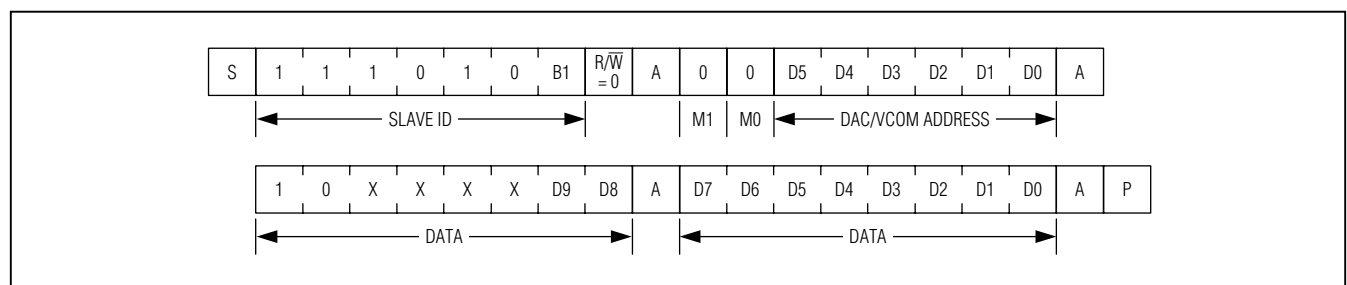 S 1 1 1 0 1 0 B1 R/W̅ = 0 A 0 0 D5 D4 D3 D2 D1 D0 A
SLAVE ID M1 M0 DAC/VCOM ADDRESS
1 0 X X X X D9 D8 A D7 D6 D5 D4 D3 D2 D1 D0 A P
DATA DATA